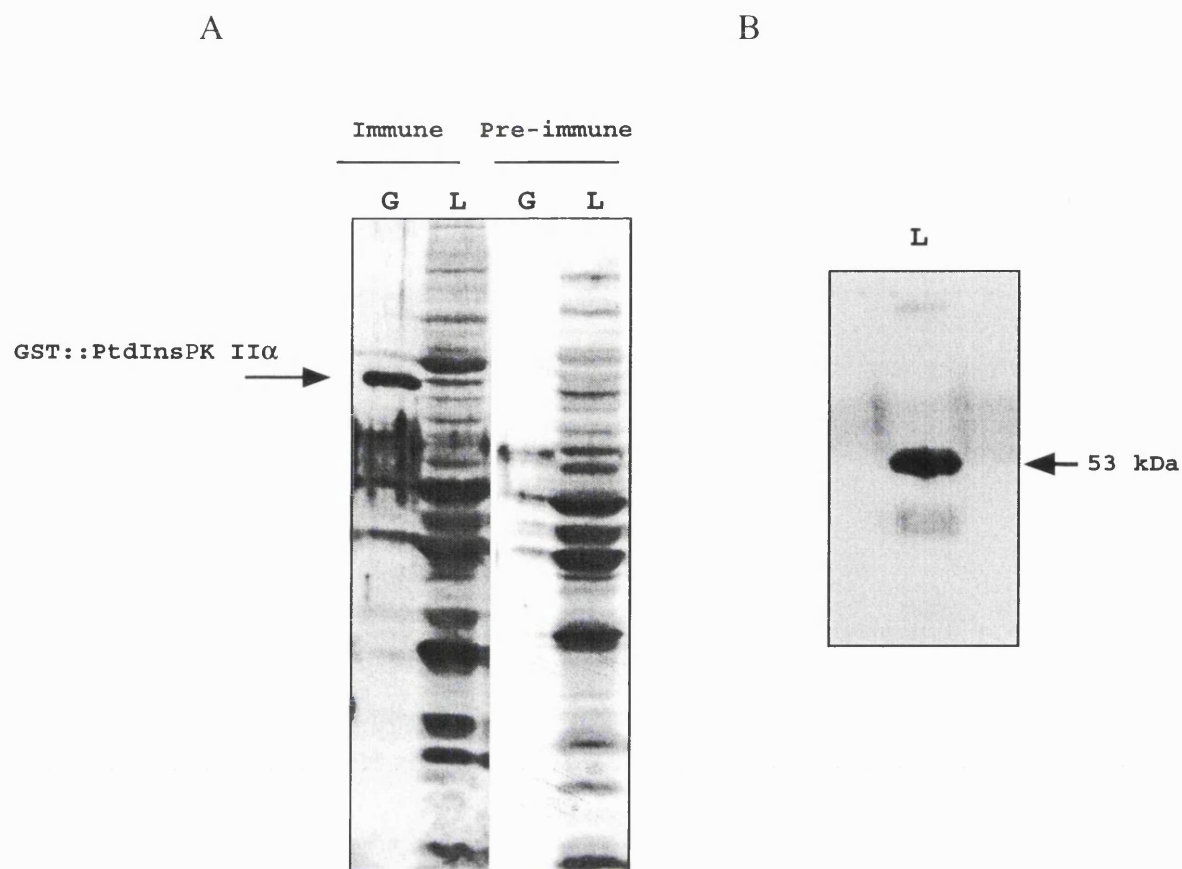 A
B
Immune Pre-immune
G L G L
L
GST::PtdInsPK IIα
53 kDa